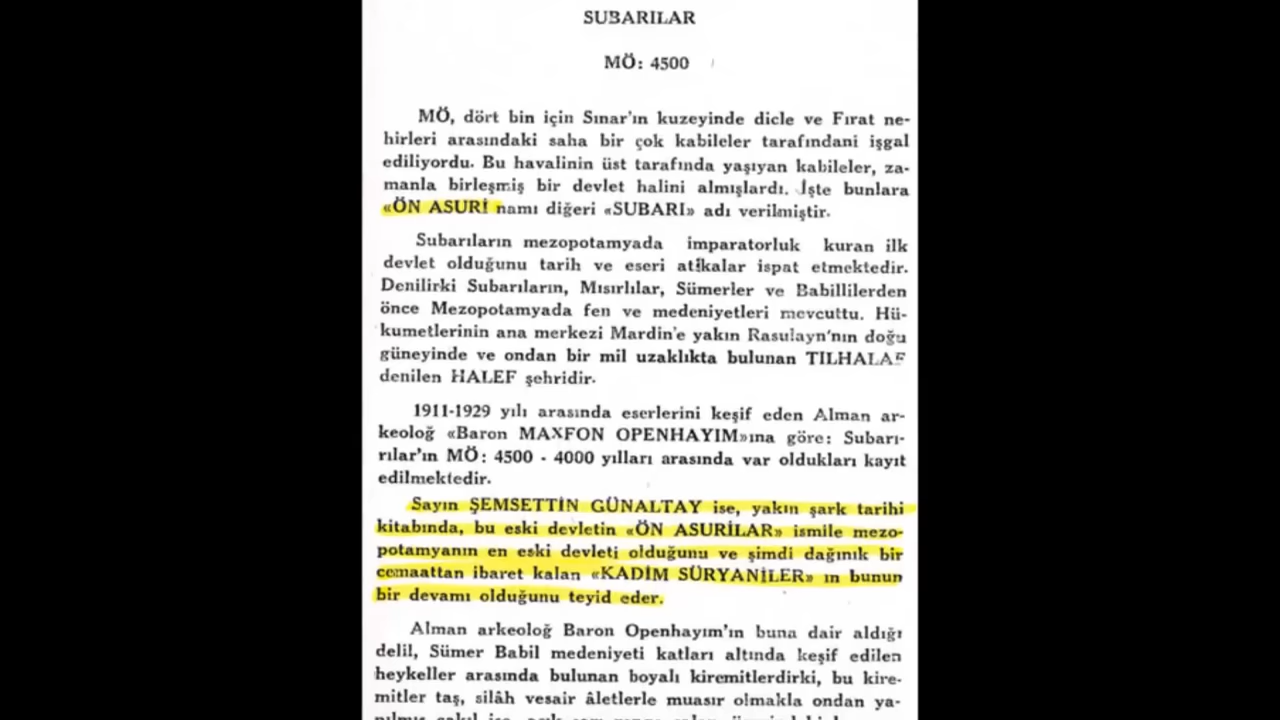 SUBARILAR
MÖ: 4500
MÖ, dört bin için Sınar'ın kuzeyinde dicle ve Fırat ne-
hirleri arasındaki saha bir çok kabileler tarafındani işgal
ediliyordu. Bu havalinin üst tarafında yaşıyan kabileler, za-
manla birleşmiş bir devlet halini almışlardı. İşte bunlara
«ÖN ASURİ namı diğeri «SUBARI» adı verilmiştir.
Subarıların mezopotamyada imparatorluk kuran ilk
devlet olduğunu tarih ve eseri atikalar ispat etmektedir.
Denilirki Subarıların, Mısırlılar, Sümerler ve Babillilerden
önce Mezopotamyada fen ve medeniyetleri mevcuttu. Hü-
kumetlerinin ana merkezi Mardin'e yakın Rasulayn'nın doğu
güneyinde ve ondan bir mil uzaklıkta bulunan TILHALAF
denilen HALEF şehridir.
1911-1929 yılı arasında eserlerini keşif eden Alman ar-
keoloğ «Baron MAXFON OPENHAYIM»ına göre: Subarı-
rılar'ın MÖ: 4500 - 4000 yılları arasında var oldukları kayıt
edilmektedir.
Sayın ŞEMSETTİN GÜNALTAY ise, yakın şark tarihi
kitabında, bu eski devletin «ÖN ASURİLAR» ismile mezo-
potamyanın en eski devleti olduğunu ve şimdi dağınık bir
cemaattan ibaret kalan «KADİM SÜRYANİLER» ın bunun
bir devamı olduğunu teyid eder.
Alman arkeoloğ Baron Openhayım'ın buna dair aldığı
delil, Sümer Babil medeniyeti katları altında keşif edilen
heykeller arasında bulunan boyalı kiremitlerdirki, bu kire-
mitler taş, silâh vesair âletlerle muasır olmakla ondan ya-